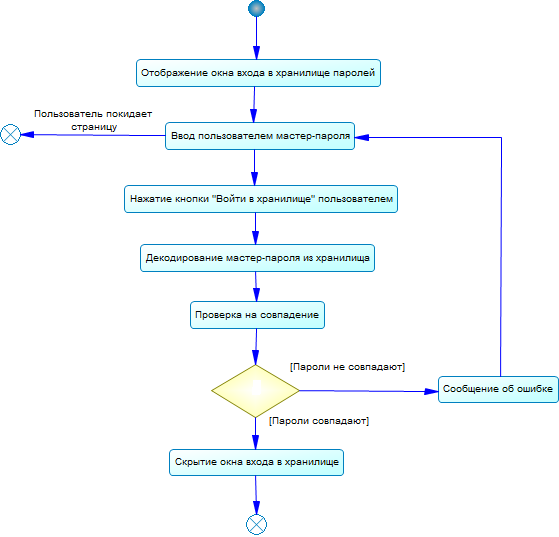 Отображение окна входа в хранилище паролей
Пользователь покидает
страницу
Ввод пользователем мастер-пароля
Нажатие кнопки "Войти в хранилище" пользователем
Декодирование мастер-пароля из хранилища
Проверка на совпадение
[Пароли не совпадают]
Сообщение об ошибке
[Пароли совпадают]
Скрытие окна входа в хранилище